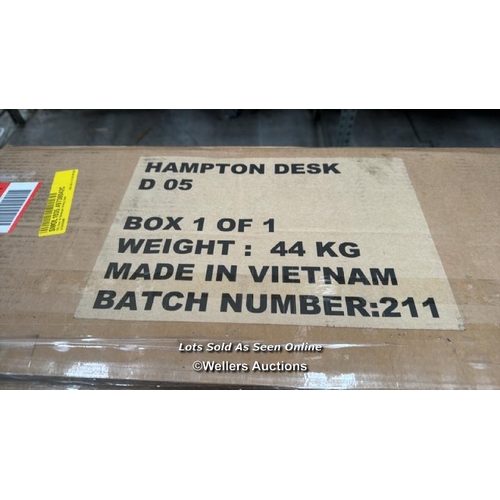 HAMPTON DESK
D 05
BOX 1 OF 1
WEIGHT : 44 KG
MADE IN VIETNAM
BATCH NUMBER:211
Lots Sold As Seen Online
©Wellers Auctions